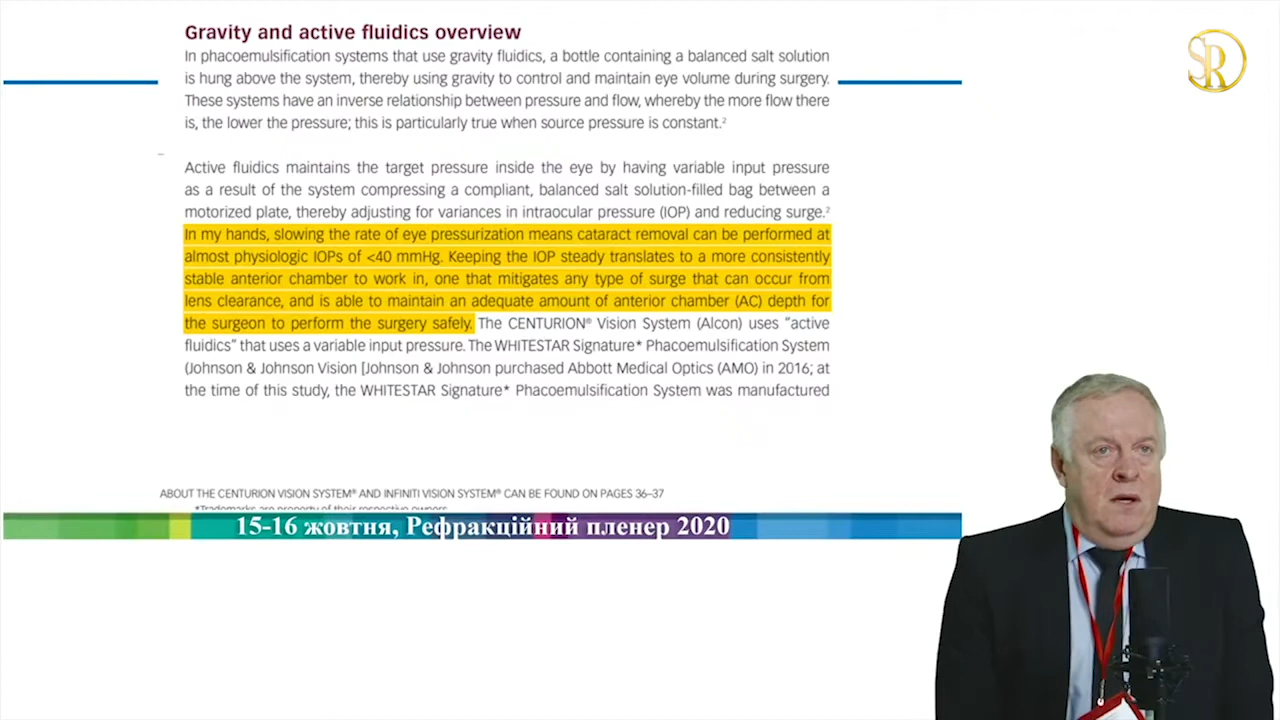 Gravity and active fluidics overview
In phacoemulsification systems that use gravity fluidics, a bottle containing a balanced salt solution
is hung above the system, thereby using gravity to control and maintain eye volume during surgery.
These systems have an inverse relationship between pressure and flow, whereby the more flow there
is, the lower the pressure; this is particularly true when source pressure is constant.²
Active fluidics maintains the target pressure inside the eye by having variable input pressure
as a result of the system compressing a compliant, balanced salt solution-filled bag between a
motorized plate, thereby adjusting for variances in intraocular pressure (IOP) and reducing surge.²
In my hands, slowing the rate of eye pressurization means cataract removal can be performed at
almost physiologic IOPs of <40 mmHg. Keeping the IOP steady translates to a more consistently
stable anterior chamber to work in, one that mitigates any type of surge that can occur from
lens clearance, and is able to maintain an adequate amount of anterior chamber (AC) depth for
the surgeon to perform the surgery safely. The CENTURION® Vision System (Alcon) uses “active
fluidics” that uses a variable input pressure. The WHITESTAR Signature* Phacoemulsification System
(Johnson & Johnson Vision [Johnson & Johnson purchased Abbott Medical Optics (AMO) in 2016; at
the time of this study, the WHITESTAR Signature* Phacoemulsification System was manufactured
ABOUT THE CENTURION VISION SYSTEM® AND INFINITI VISION SYSTEM® CAN BE FOUND ON PAGES 36–37
*Trademarks are property of their respective owners
15-16 жовтня, Рефракційний пленер 2020
SR